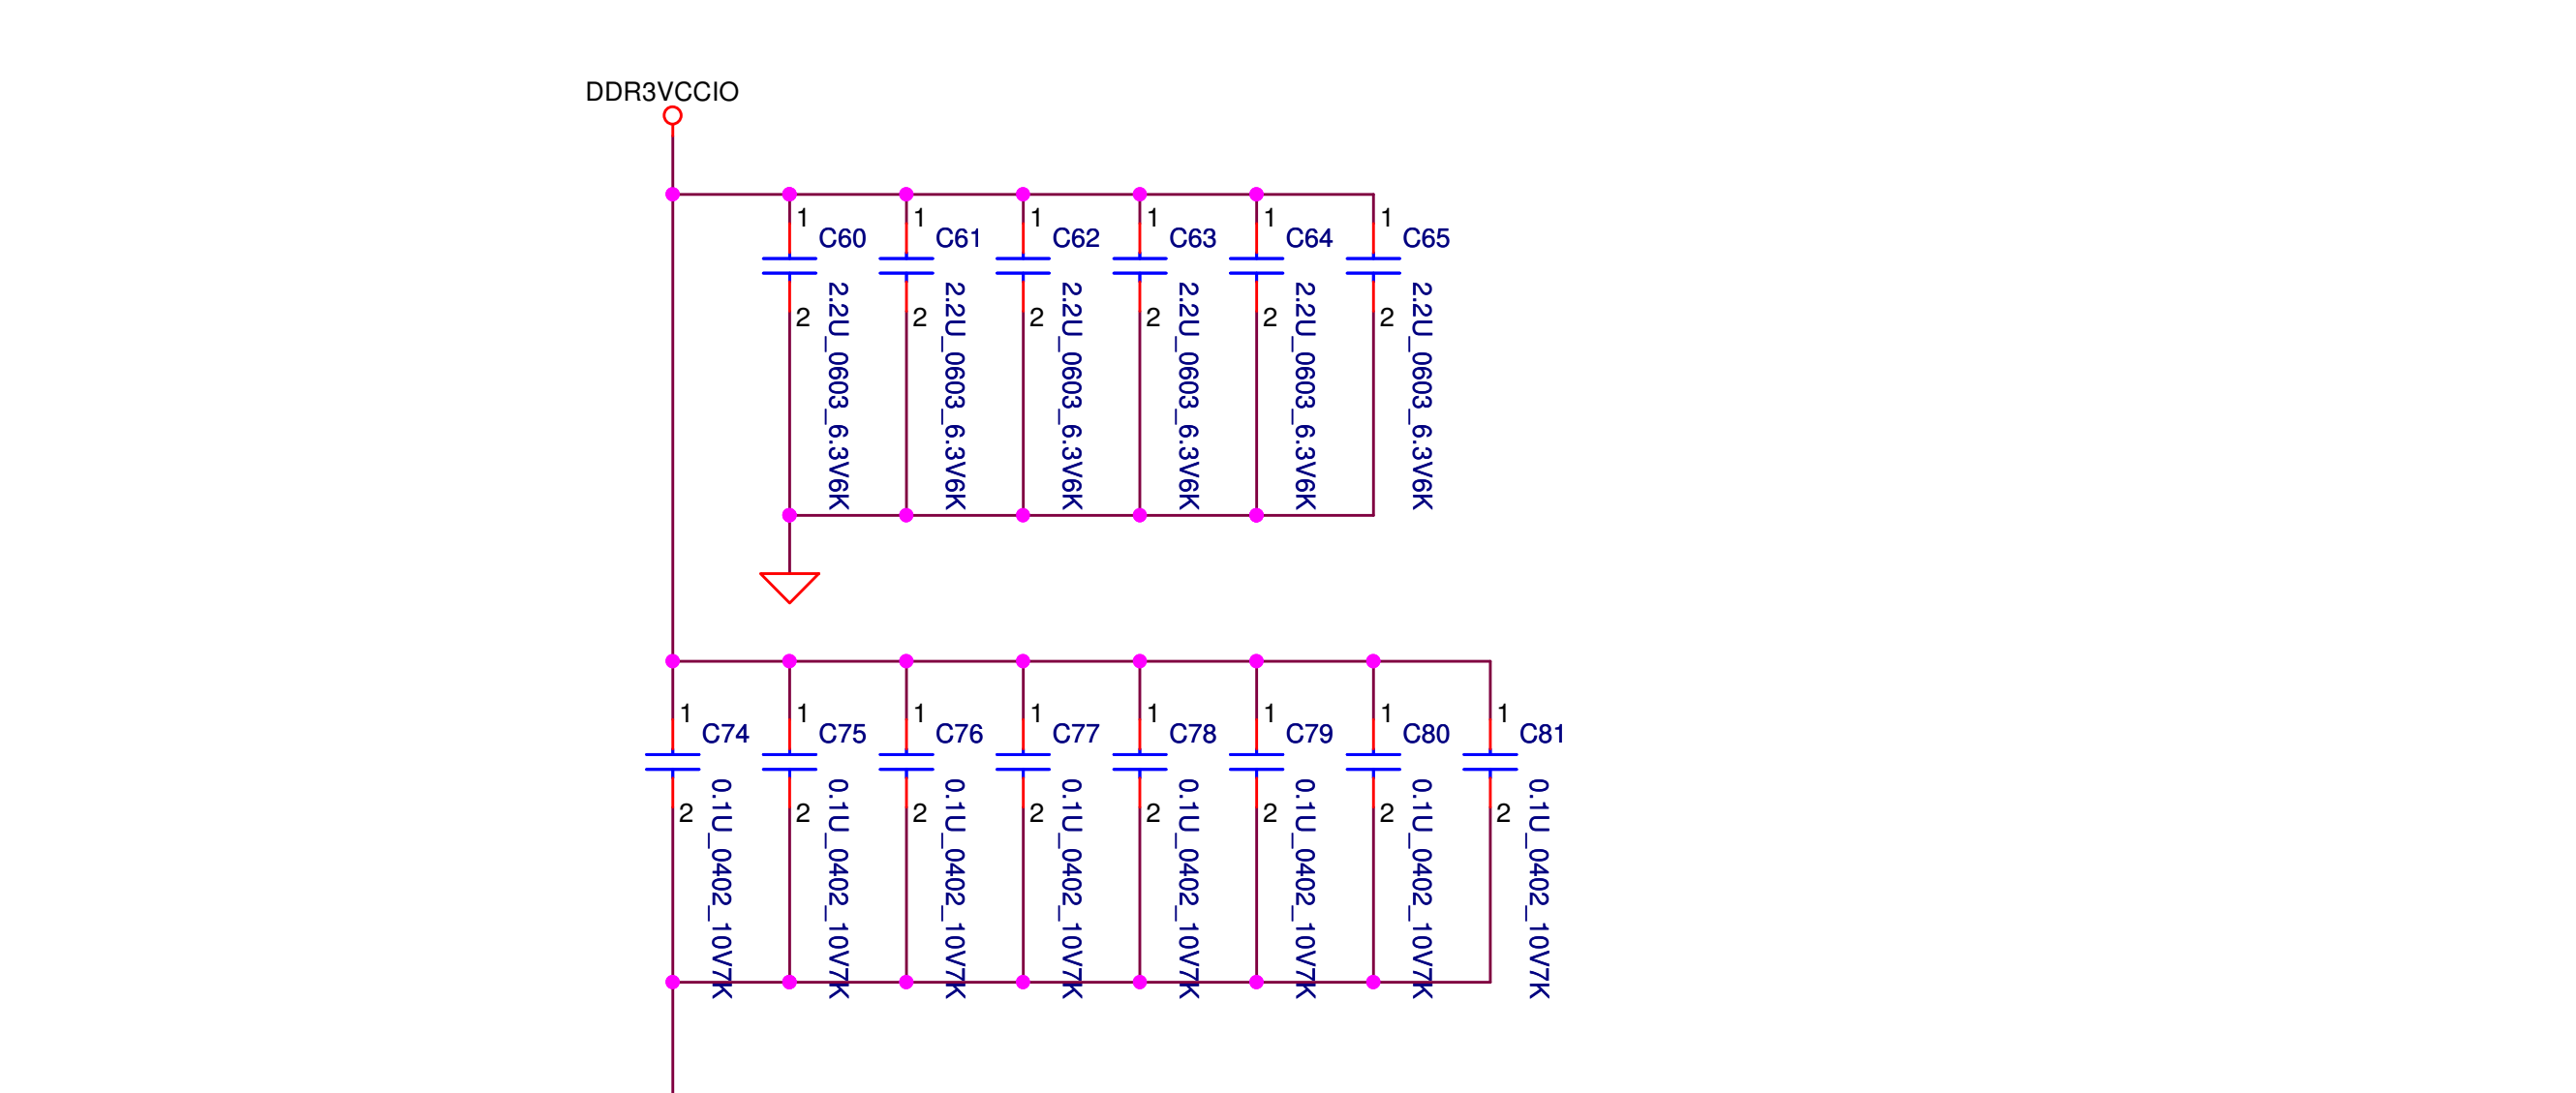 DDR3VCCIO
1 1 1 1 1 1
C60 C61 C62 C63 C64 C65
2.2U_0603_6.3V6K 2.2U_0603_6.3V6K 2.2U_0603_6.3V6K 2.2U_0603_6.3V6K 2.2U_0603_6.3V6K 2.2U_0603_6.3V6K
2 2 2 2 2 2
1 1 1 1 1 1 1 1
C74 C75 C76 C77 C78 C79 C80 C81
0.1U_0402_10V7K 0.1U_0402_10V7K 0.1U_0402_10V7K 0.1U_0402_10V7K 0.1U_0402_10V7K 0.1U_0402_10V7K 0.1U_0402_10V7K 0.1U_0402_10V7K
2 2 2 2 2 2 2 2